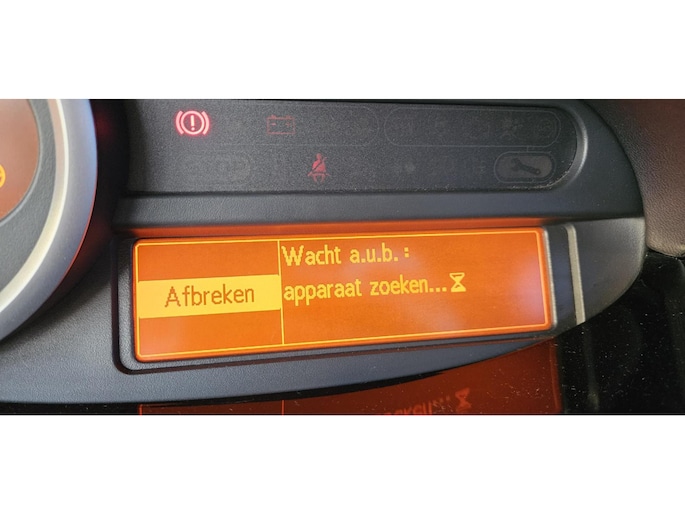 Wacht a.u.b. :
Afbreken
apparaat zoeken...